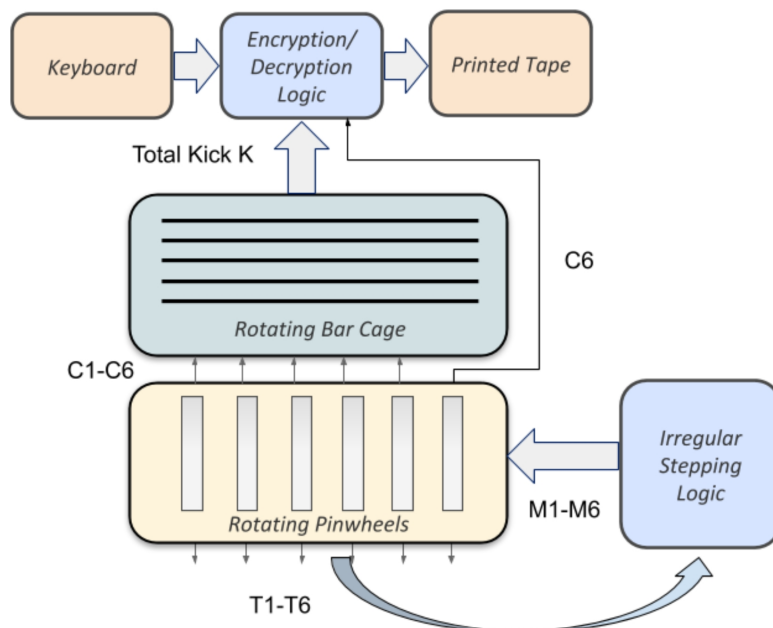 Keyboard
Encryption/
Decryption
Logic
Printed Tape
Total Kick K
C6
Rotating Bar Cage
C1-C6
Irregular
Stepping
Logic
M1-M6
Rotating Pinwheels
T1-T6